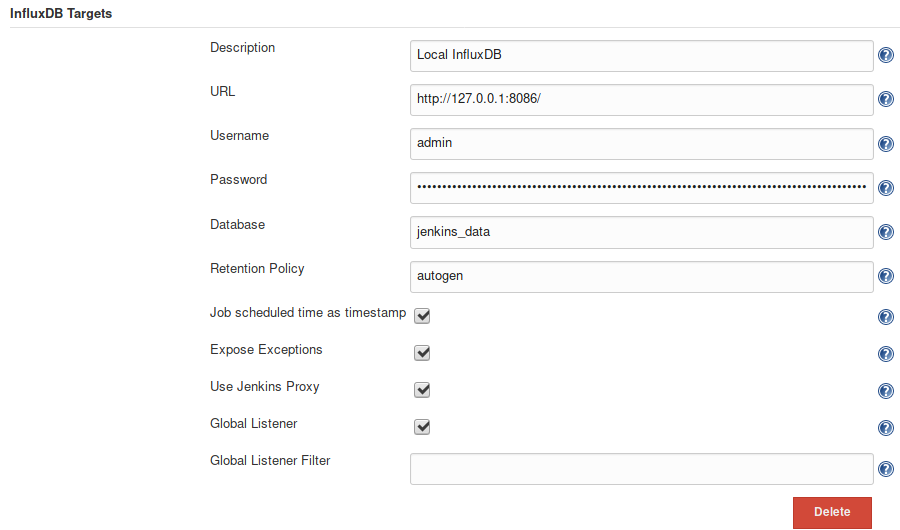 InfluxDB Targets
Description
Local InfluxDB
URL
http://127.0.0.1:8086/
Username
admin
Password
••••••••••••••••••••••••••••••••••••••••••••••••••••••••••••••••••••••••••••••••••••••••
Database
jenkins_data
Retention Policy
autogen
Job scheduled time as timestamp
Expose Exceptions
Use Jenkins Proxy
Global Listener
Global Listener Filter
Delete